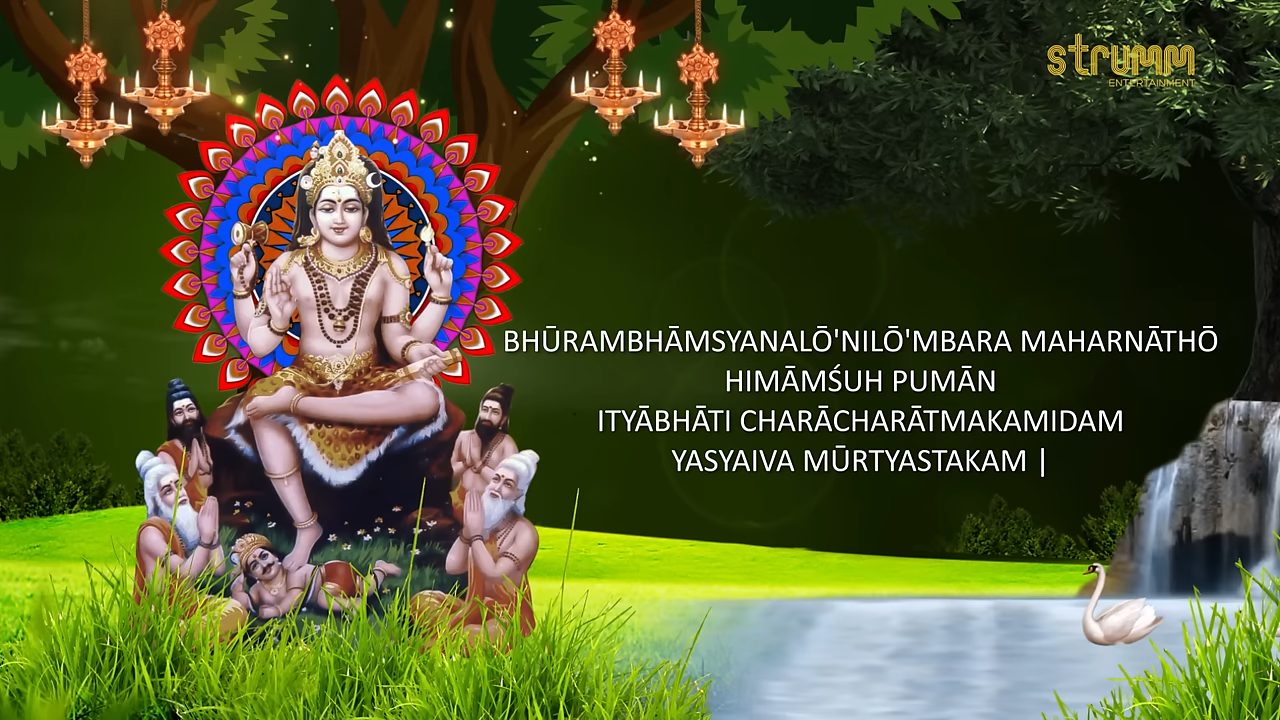 strumm
ENTERTAINMENT
BHŪRAMBHĀMSYANALŌ'NILŌ'MBARA MAHARNĀTHŌ
HIMĀMŚUH PUMĀN
ITYĀBHĀTI CHARĀCHARĀTMAKAMIDAM
YASYAIVA MŪRTYASTAKAM |